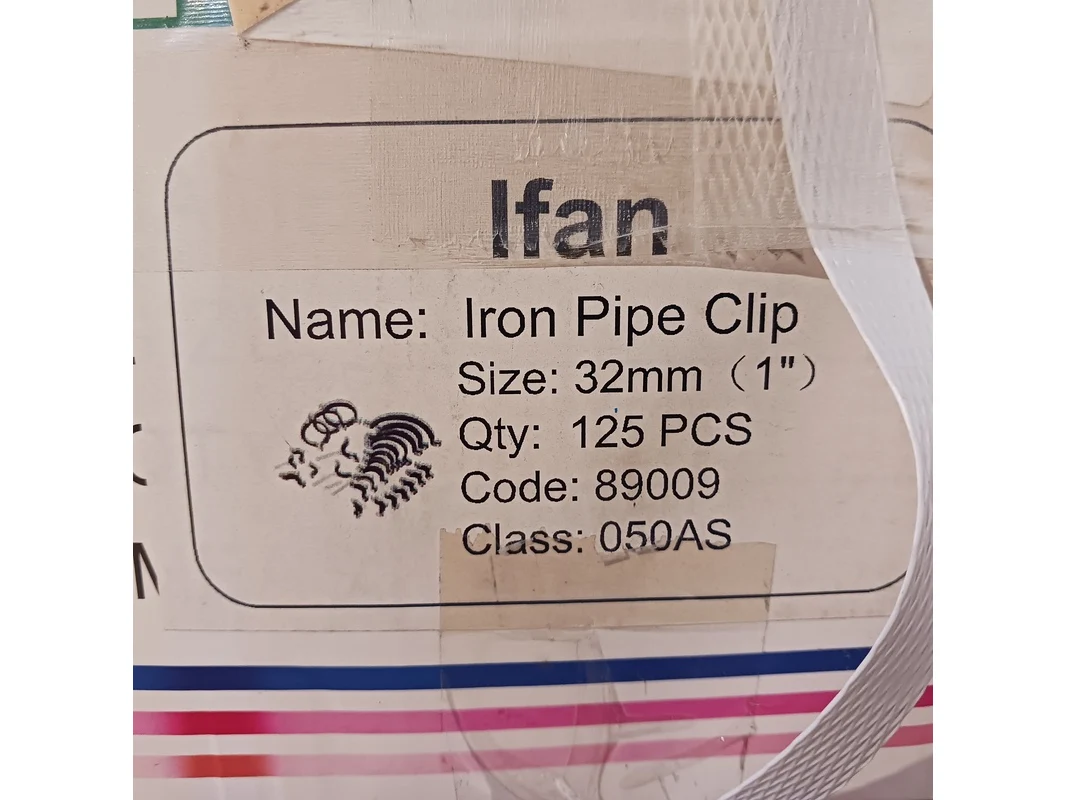 Ifan
Name: Iron Pipe Clip
Size: 32mm（1"）
Qty: 125 PCS
Code: 89009
Class: 050AS